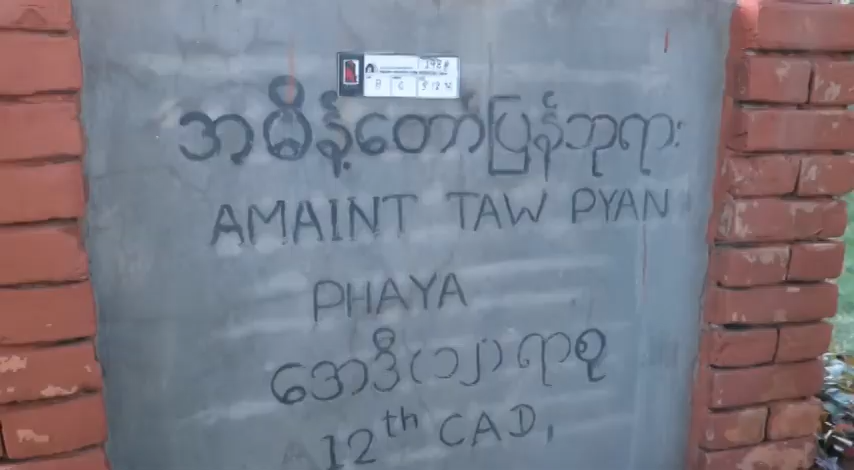 အမိန့်တော်ပြန်ဘုရား
AMAINT TAW PYAN
PHAYA
အေဒီ(၁၂)ရာစု
12th CAD,